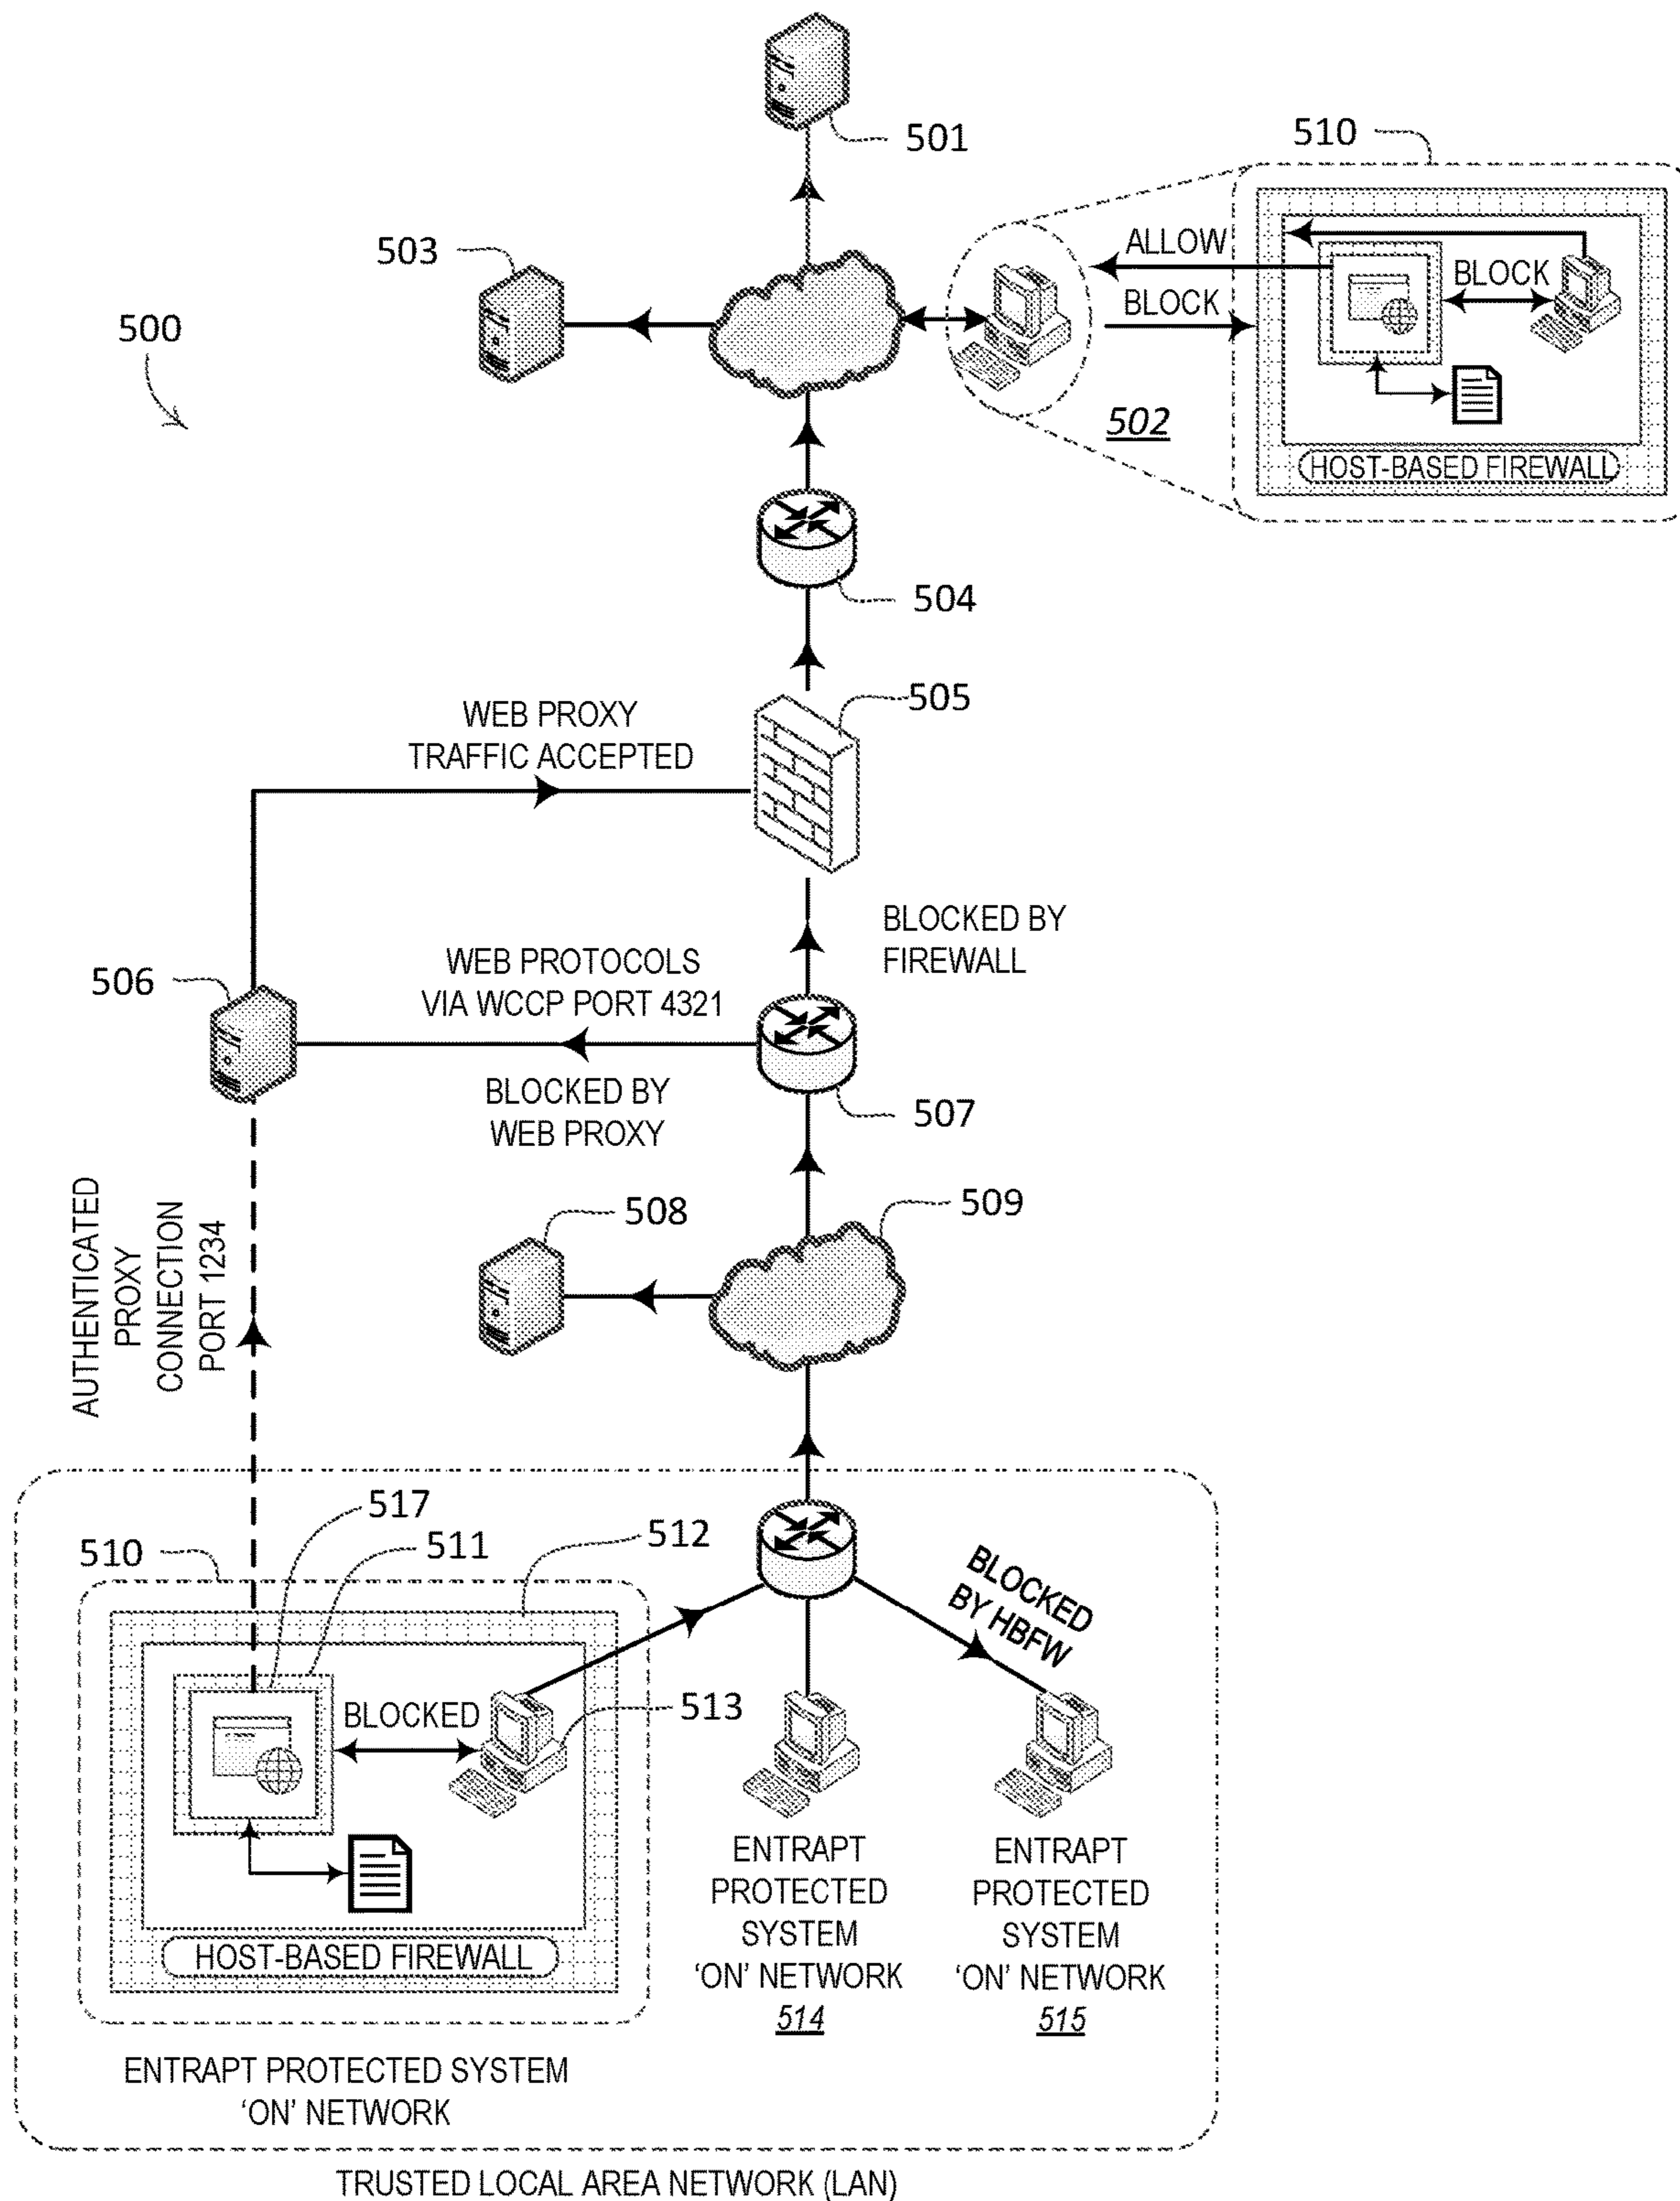 501
510
503
ALLOW
BLOCK
BLOCK
500
502
HOST-BASED FIREWALL
504
505
WEB PROXY
TRAFFIC ACCEPTED
BLOCKED BY
FIREWALL
WEB PROTOCOLS
VIA WCCP PORT 4321
506
BLOCKED BY
WEB PROXY
507
AUTHENTICATED
PROXY
CONNECTION
PORT 1234
508
509
517
510
511
512
BLOCKED
BY HBFW
BLOCKED
513
HOST-BASED FIREWALL
ENTRAPT
PROTECTED
SYSTEM
‘ON’ NETWORK
514
ENTRAPT
PROTECTED
SYSTEM
‘ON’ NETWORK
515
ENTRAPT PROTECTED SYSTEM
‘ON’ NETWORK
TRUSTED LOCAL AREA NETWORK (LAN)